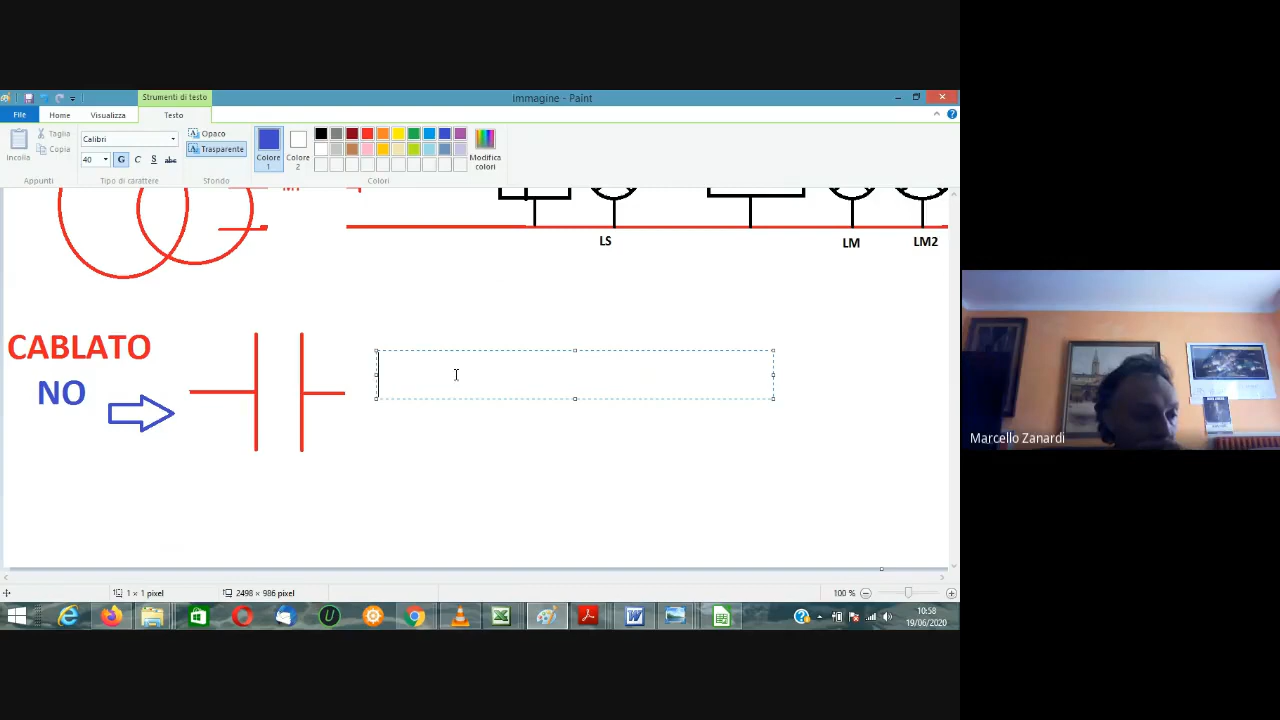 Strumenti di testo
Immagine - Paint
File
Home
Visualizza
Testo
Incolla
Taglia
Copia
Appunti
Calibri
40
G
C
S
abc
Tipo di carattere
Opaco
Trasparente
Sfondo
Colore 1
Colore 2
Modifica colori
Colori
LS
LM
LM2
CABLATO
NO
Marcello Zanardi
1 × 1 pixel
2498 × 986 pixel
100 %
10:58
19/06/2020